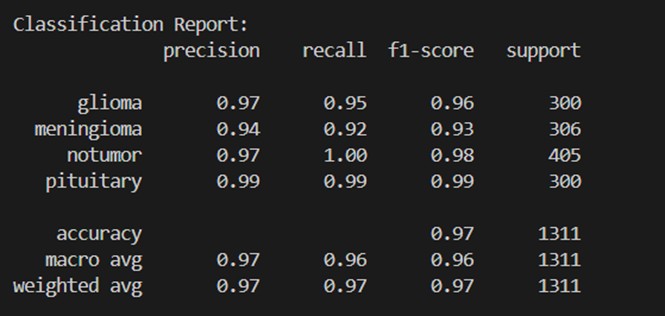 Classification Report:
precision recall f1-score support
glioma 0.97 0.95 0.96 300
meningioma 0.94 0.92 0.93 306
notumor 0.97 1.00 0.98 405
pituitary 0.99 0.99 0.99 300
accuracy 0.97 1311
macro avg 0.97 0.96 0.96 1311
weighted avg 0.97 0.97 0.97 1311